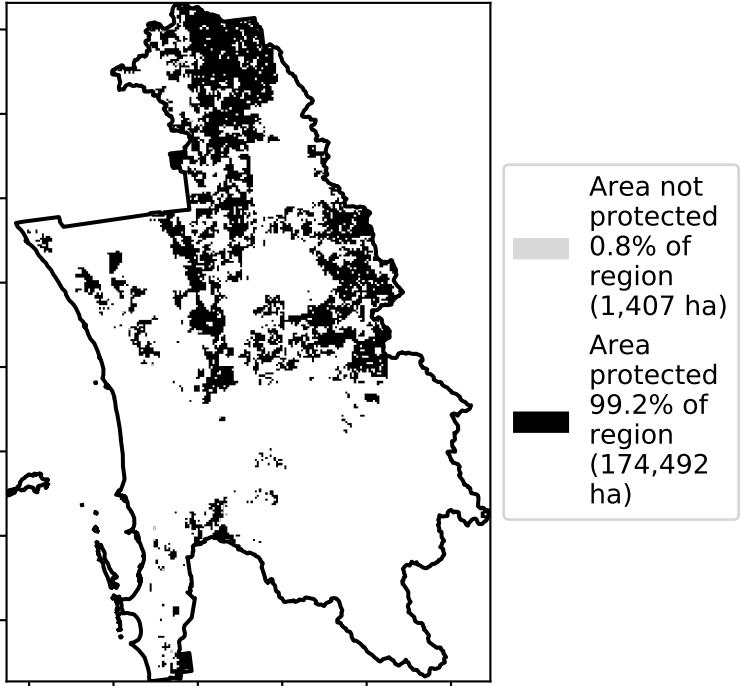 Area not
protected
0.8% of
region
(1,407 ha)
Area
protected
99.2% of
region
(174,492
ha)